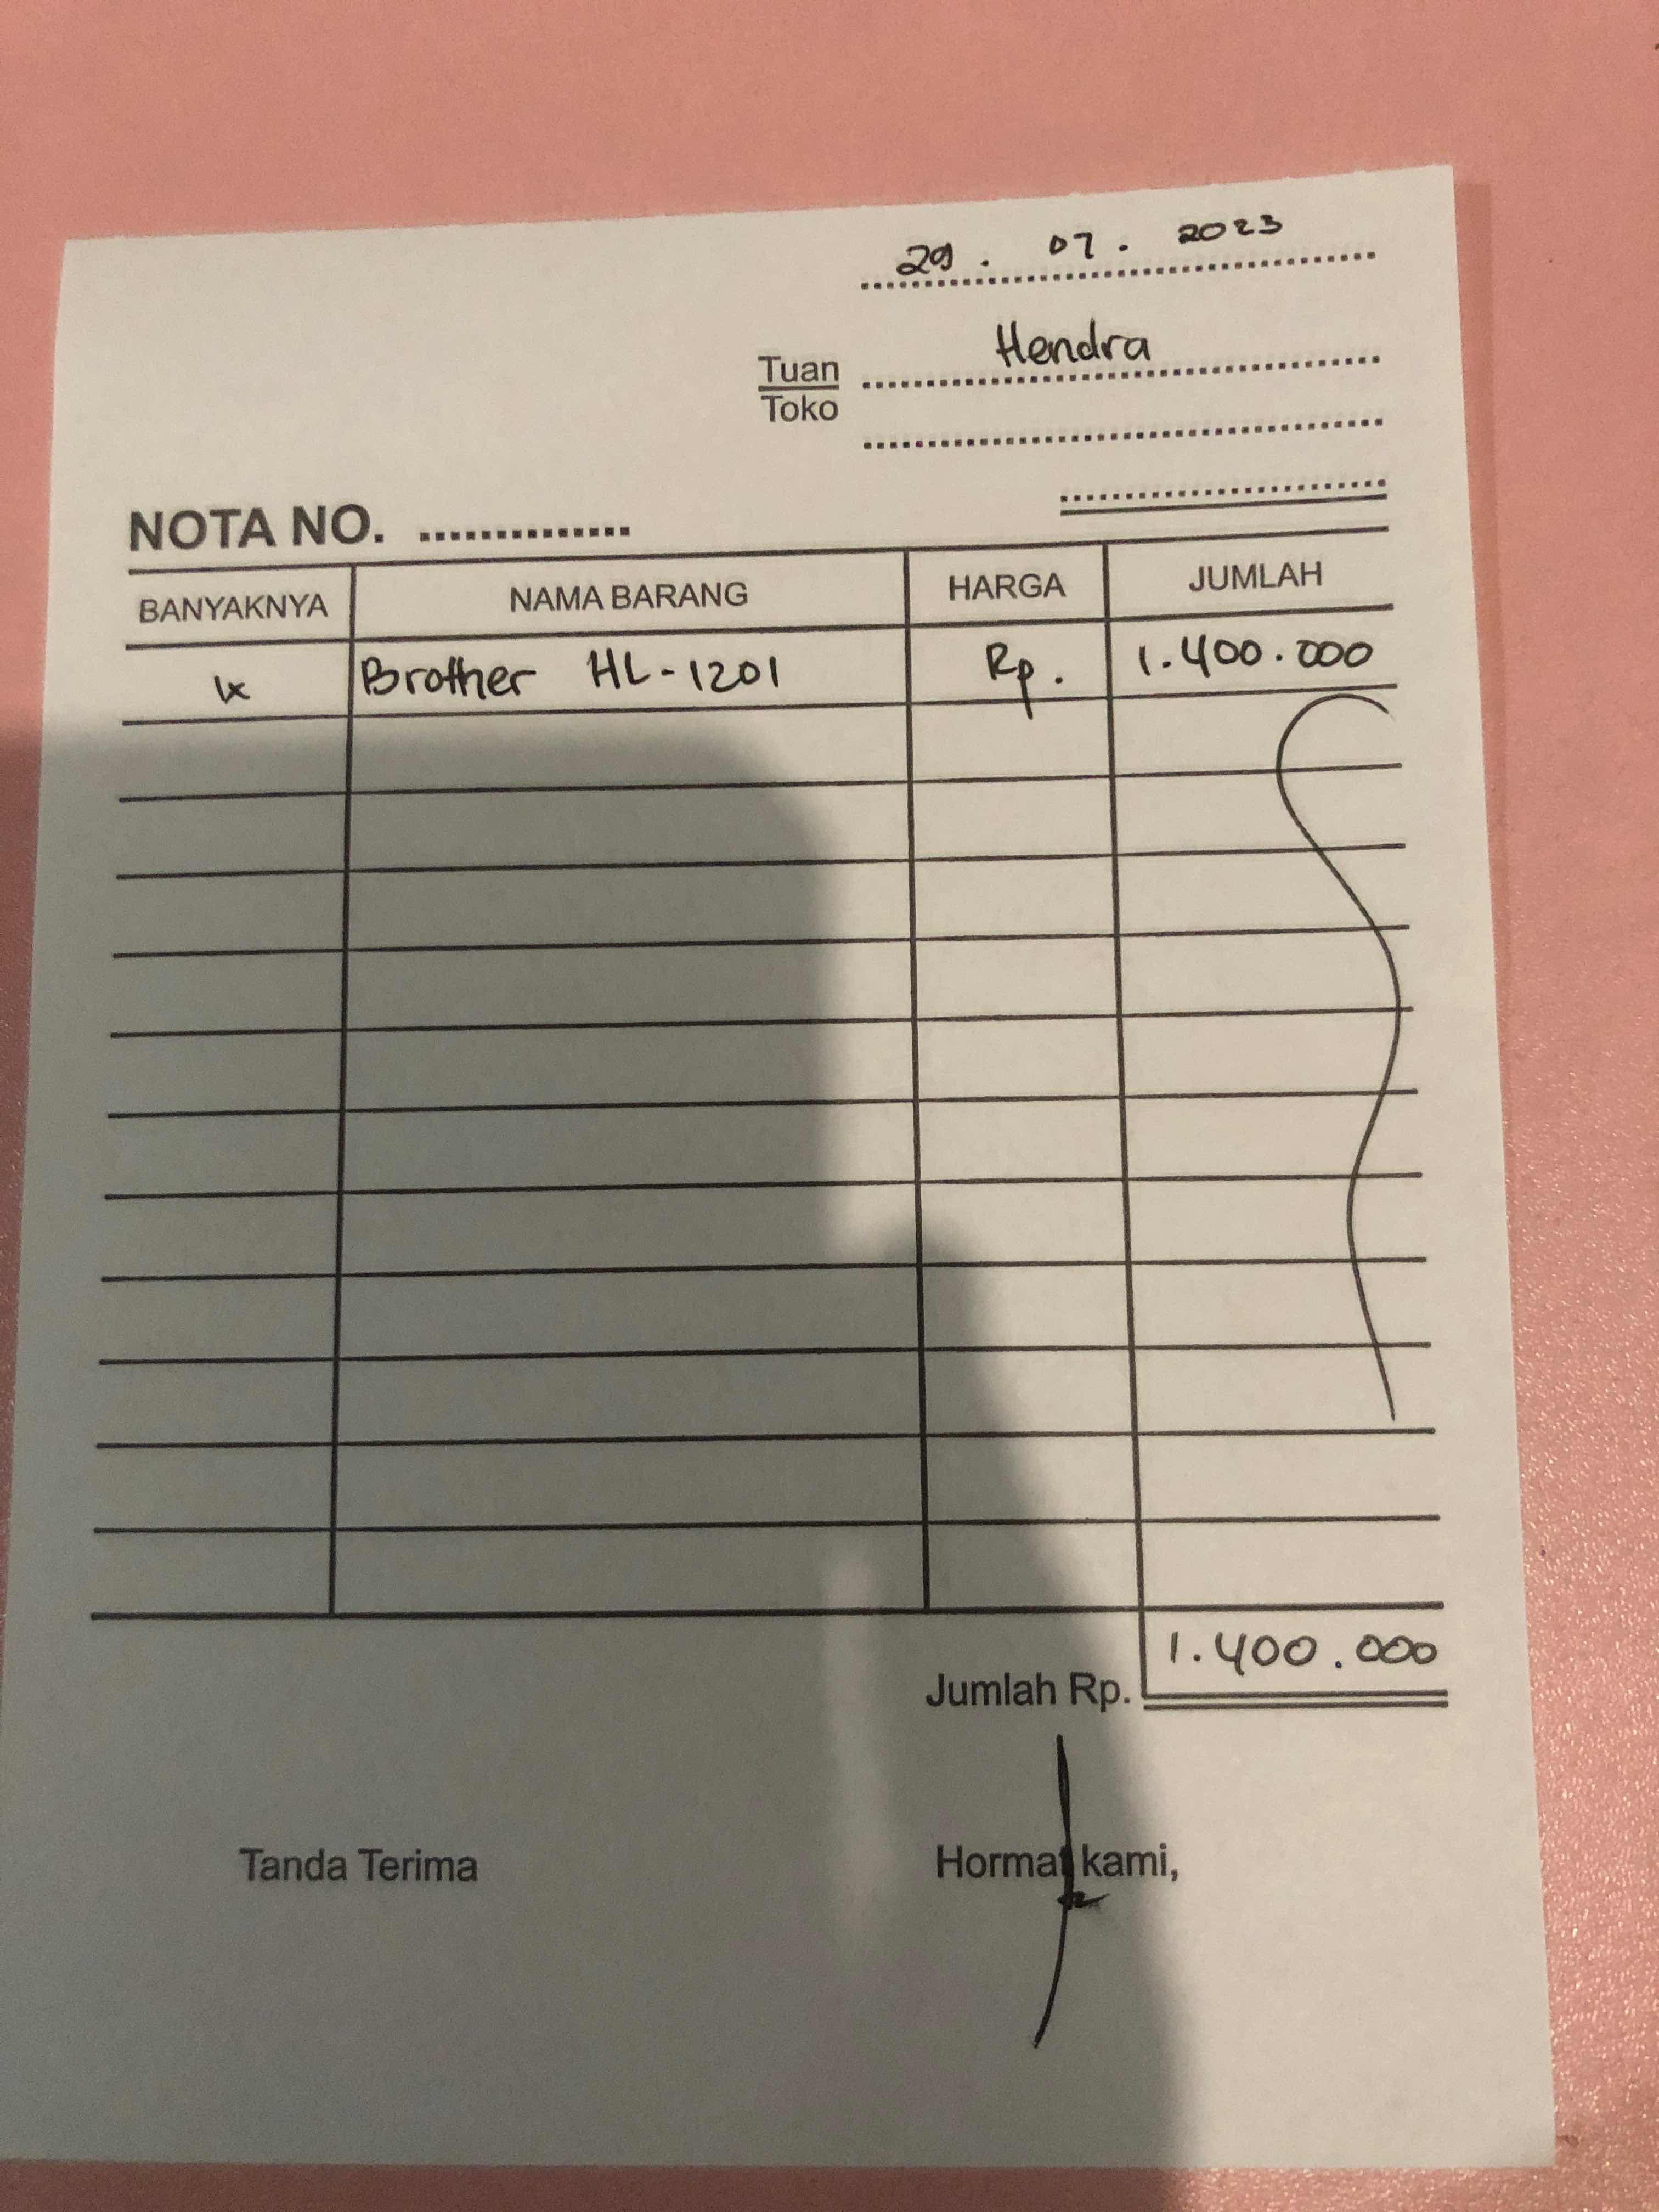 29. 07. 2023
Tuan Hendra
Toko
NOTA NO. ..............
BANYAKNYA NAMA BARANG HARGA JUMLAH
1x Brother HL-1201 Rp. 1.400.000
Jumlah Rp. 1.400.000
Tanda Terima Hormat kami,